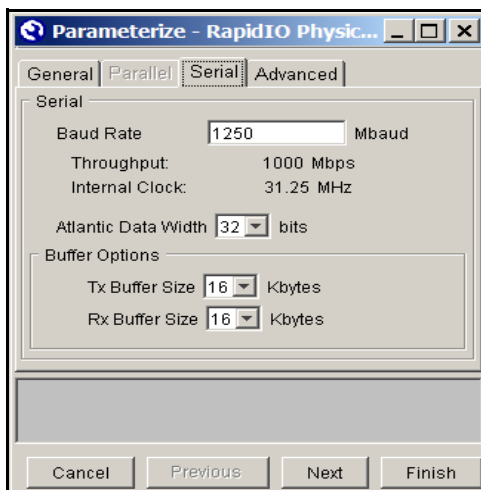 Parameterize - RapidIO Physic...
General Parallel Serial Advanced
Serial
Baud Rate 1250 Mbaud
Throughput: 1000 Mbps
Internal Clock: 31.25 MHz
Atlantic Data Width 32 bits
Buffer Options
Tx Buffer Size 16 Kbytes
Rx Buffer Size 16 Kbytes
Cancel Previous Next Finish